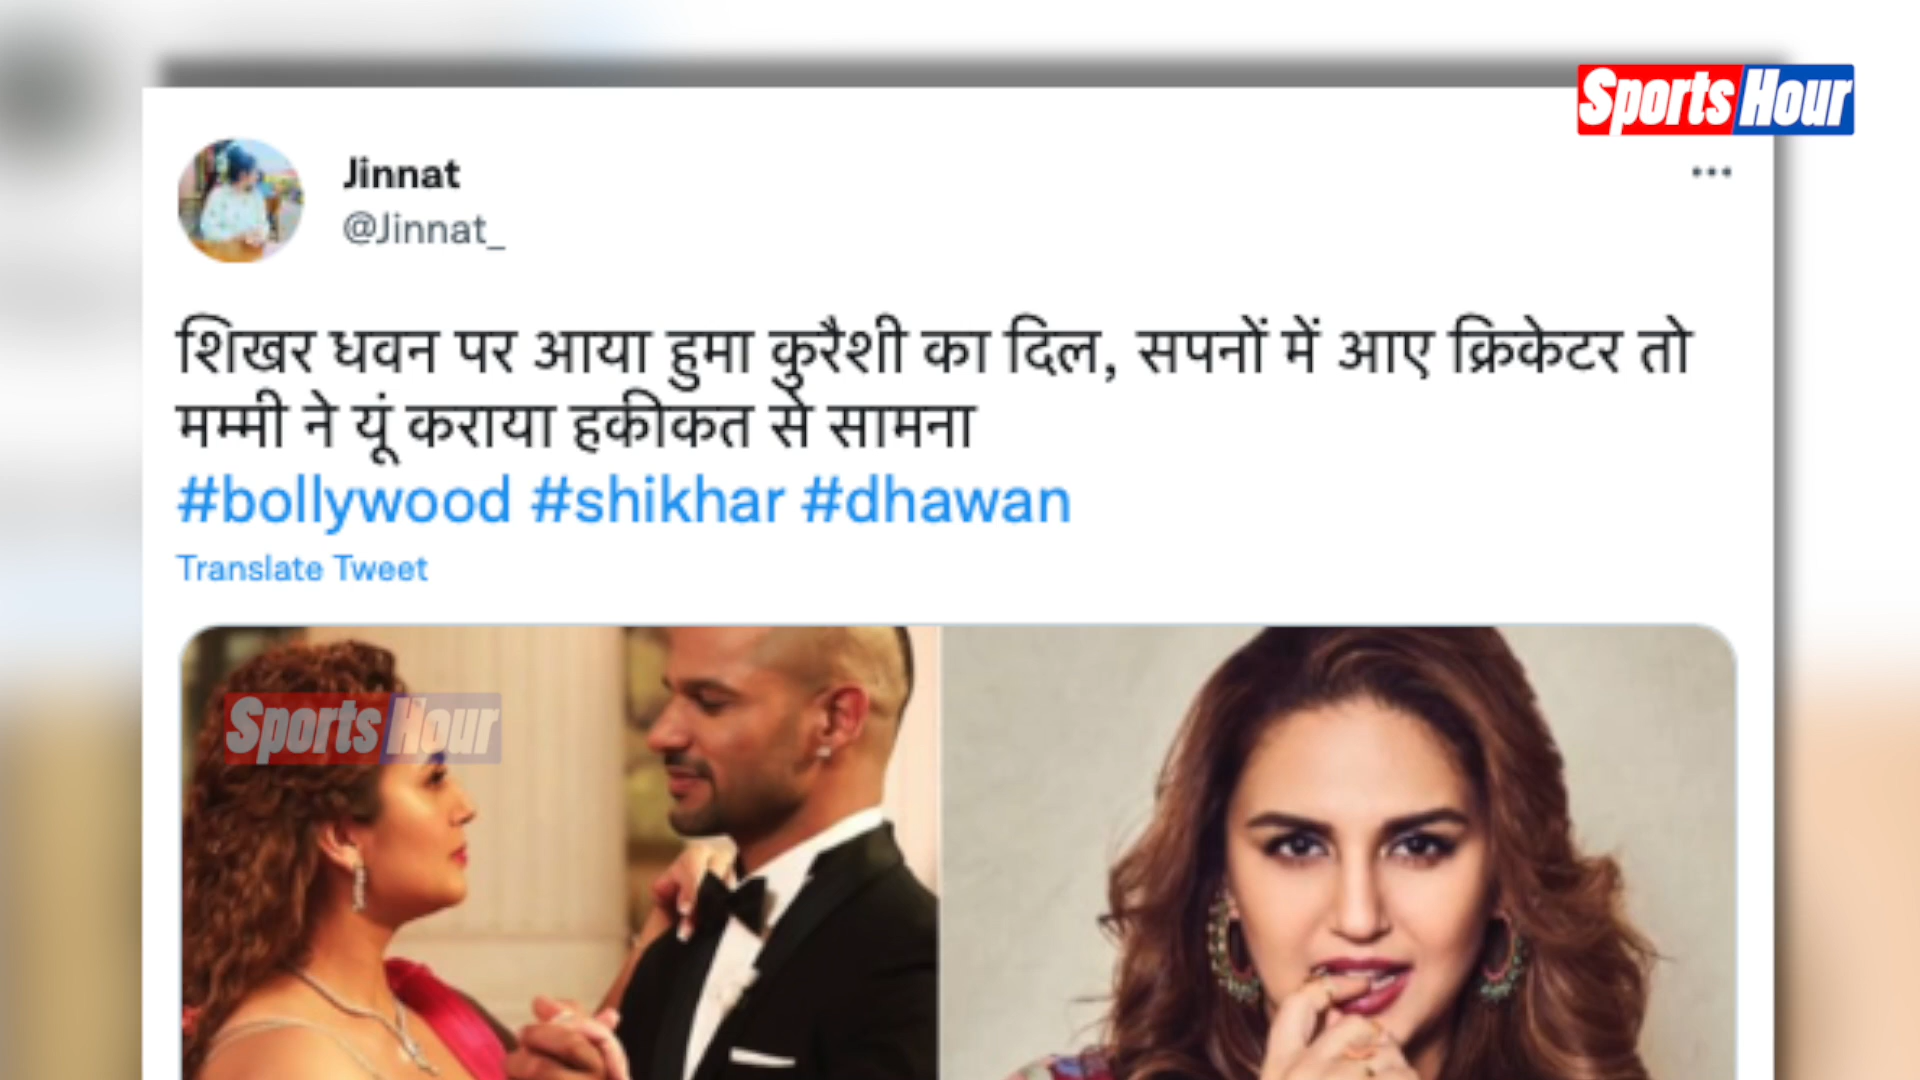 Sports Hour
Jinnat
@Jinnat_
शिखर धवन पर आया हुमा कुरैशी का दिल, सपनों में आए क्रिकेटर तो
मम्मी ने यूं कराया हकीकत से सामना
#bollywood #shikhar #dhawan
Translate Tweet
Sports Hour